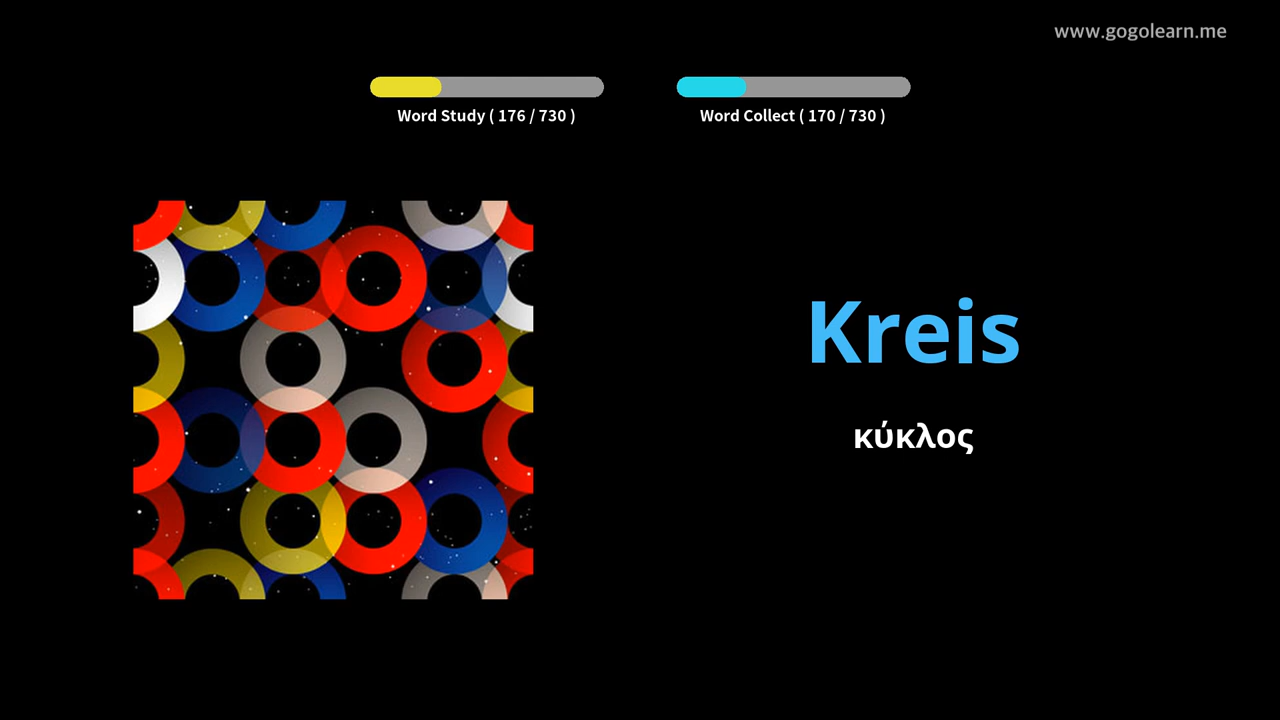 www.gogolearn.me
Word Study ( 176 / 730 )
Word Collect ( 170 / 730 )
Kreis
κύκλος